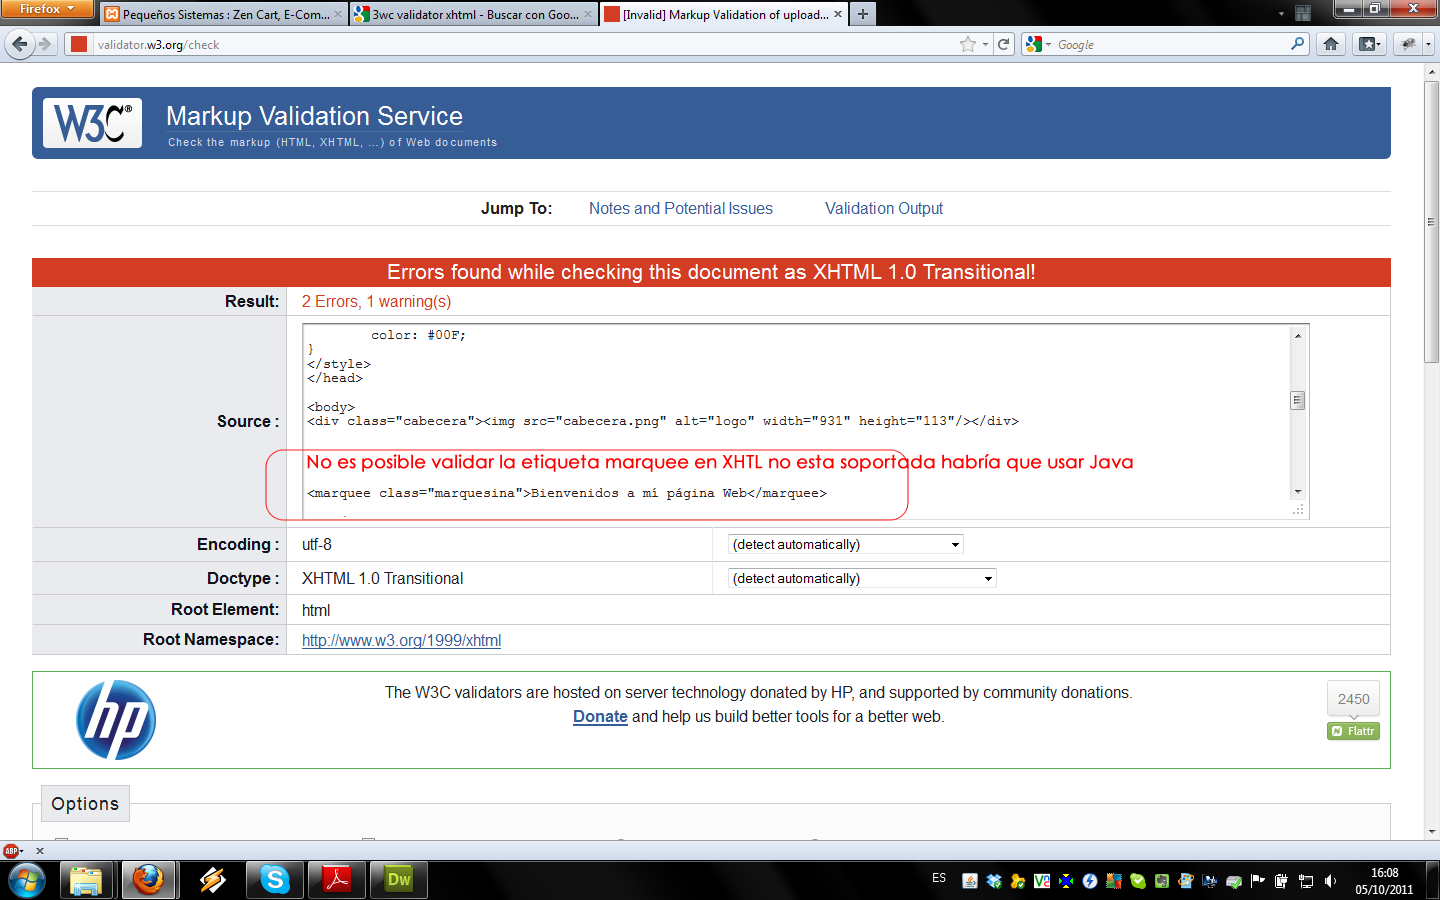 Firefox
Pequeños Sistemas : Zen Cart, E-Com...
3wc validator xhtml - Buscar con Goo...
[Invalid] Markup Validation of upload...
validator.w3.org/check
Google
W3C®
Markup Validation Service
Check the markup (HTML, XHTML, ...) of Web documents
Jump To: Notes and Potential Issues Validation Output
Errors found while checking this document as XHTML 1.0 Transitional!
Result: 2 Errors, 1 warning(s)
Source :
color: #00F;
}
</style>
</head>
<body>
<div class="cabecera"><img src="cabecera.png" alt="logo" width="931" height="113"/></div>
No es posible validar la etiqueta marquee en XHTL no esta soportada habría que usar Java
<marquee class="marquesina">Bienvenidos a mí página Web</marquee>
Encoding : utf-8 (detect automatically)
Doctype : XHTML 1.0 Transitional (detect automatically)
Root Element: html
Root Namespace: http://www.w3.org/1999/xhtml
hp
The W3C validators are hosted on server technology donated by HP, and supported by community donations.
Donate and help us build better tools for a better web.
2450
Flattr
Options
ABP
Dw
ES
16:08
05/10/2011